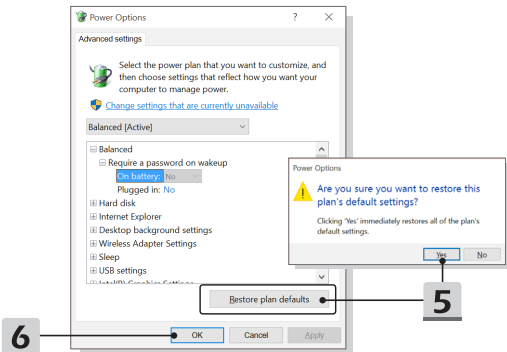 Power Options
?
Advanced settings
Select the power plan that you want to customize, and
then choose settings that reflect how you want your
computer to manage power.
Change settings that are currently unavailable
Balanced [Active]
Balanced
Require a password on wakeup
On battery: No
Plugged in: No
Hard disk
Internet Explorer
Desktop background settings
Wireless Adapter Settings
Sleep
USB settings
Intel(R) Graphics Settings
Restore plan defaults
OK
Cancel
Apply
Power Options
Are you sure you want to restore this
plan's default settings?
Clicking 'Yes' immediately restores all of the plan's
default settings.
Yes
No
5
6